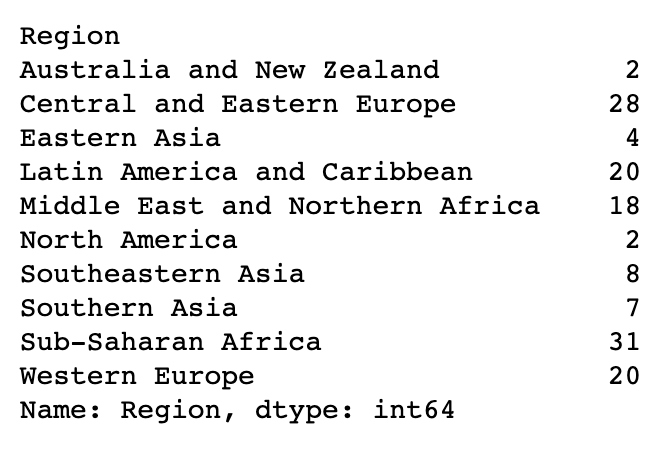 Region
Australia and New Zealand 2
Central and Eastern Europe 28
Eastern Asia 4
Latin America and Caribbean 20
Middle East and Northern Africa 18
North America 2
Southeastern Asia 8
Southern Asia 7
Sub-Saharan Africa 31
Western Europe 20
Name: Region, dtype: int64